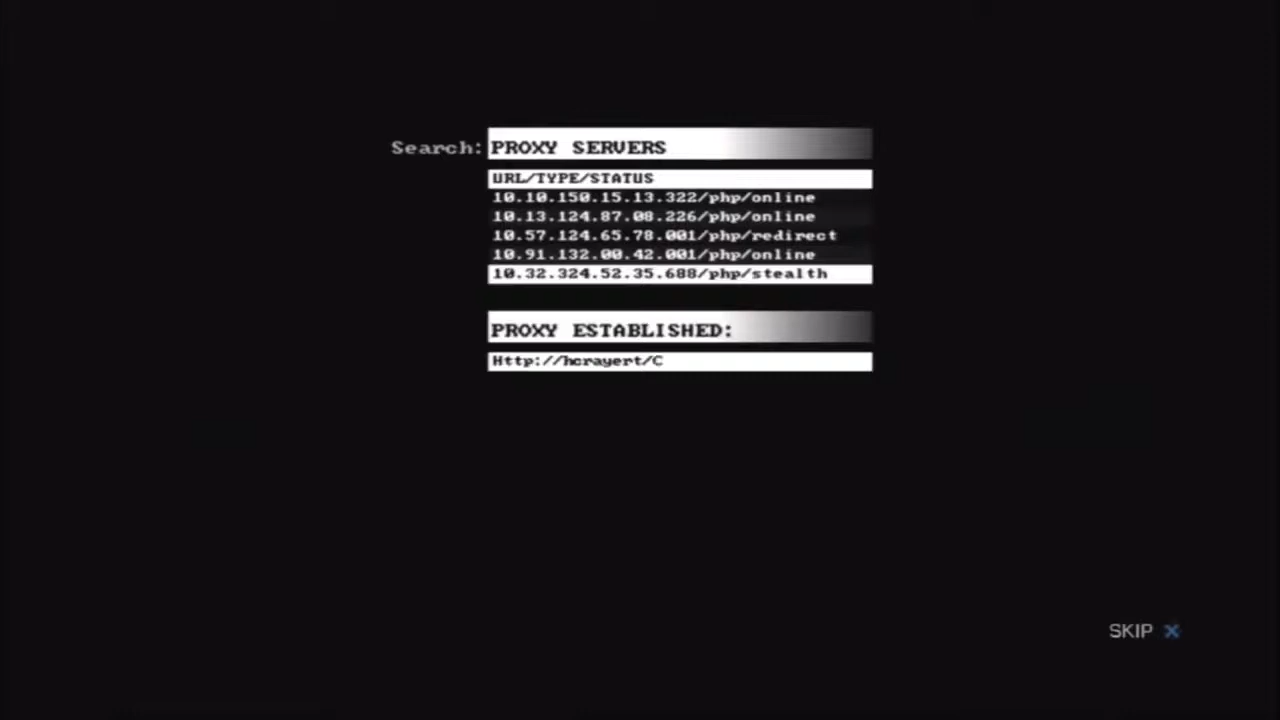 Search: PROXY SERVERS
URL/TYPE/STATUS
10.10.150.15.13.322/php/online
10.13.124.87.08.226/php/online
10.57.124.65.78.001/php/redirect
10.91.132.00.42.001/php/online
10.32.324.52.35.688/php/stealth
PROXY ESTABLISHED:
Http://hcrayert/C
SKIP